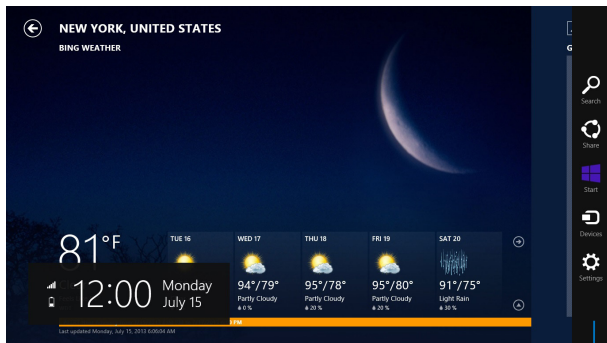 NEW YORK, UNITED STATES
BING WEATHER
G
Search
Share
Start
Devices
Settings
81°F
TUE 16
WED 17
94°/79°
Partly Cloudy
0 %
THU 18
95°/78°
Partly Cloudy
20 %
FRI 19
95°/80°
Partly Cloudy
20 %
SAT 20
91°/75°
Light Rain
30 %
12:00
Monday
July 15
PM
Last updated Monday, July 15, 2013 6:06:04 AM